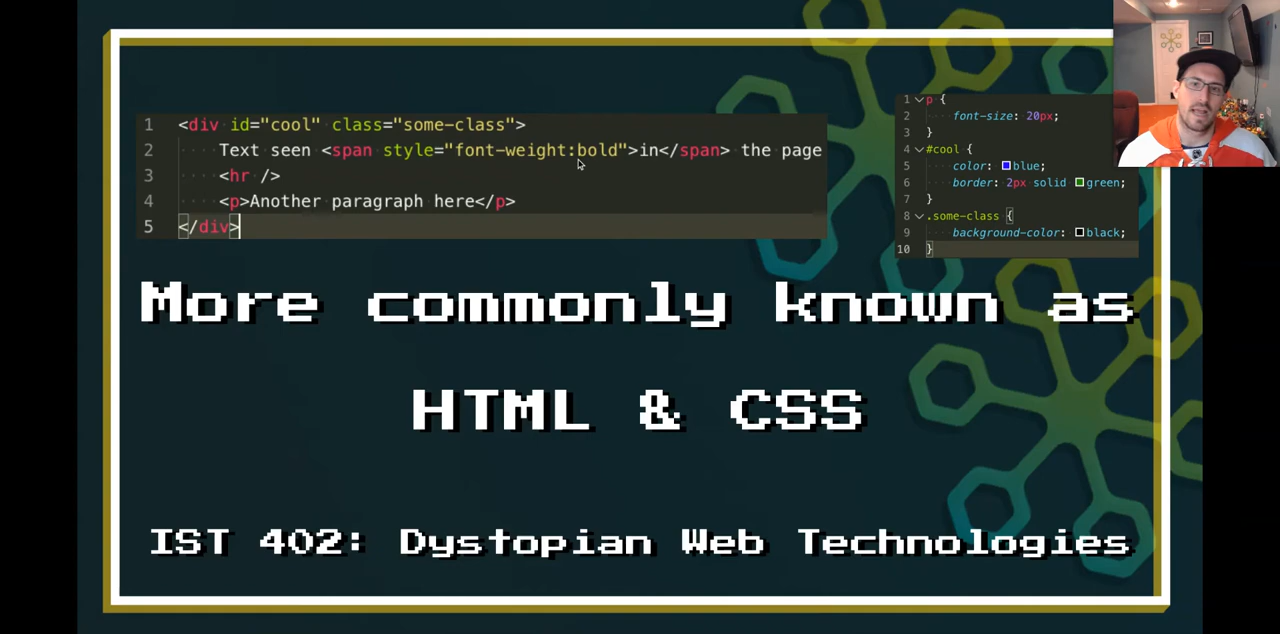 1 <div id="cool" class="some-class">
2 ····Text seen <span style="font-weight:bold">in</span> the page
3 ····<hr />
4 ····<p>Another paragraph here</p>
5 </div>
1 p {
2 ····font-size: 20px;
3 }
4 #cool {
5 ····color: blue;
6 ····border: 2px solid green;
7 }
8 .some-class {
9 ····background-color: black;
10 }
More commonly known as
HTML & CSS
IST 402: Dystopian Web Technologies